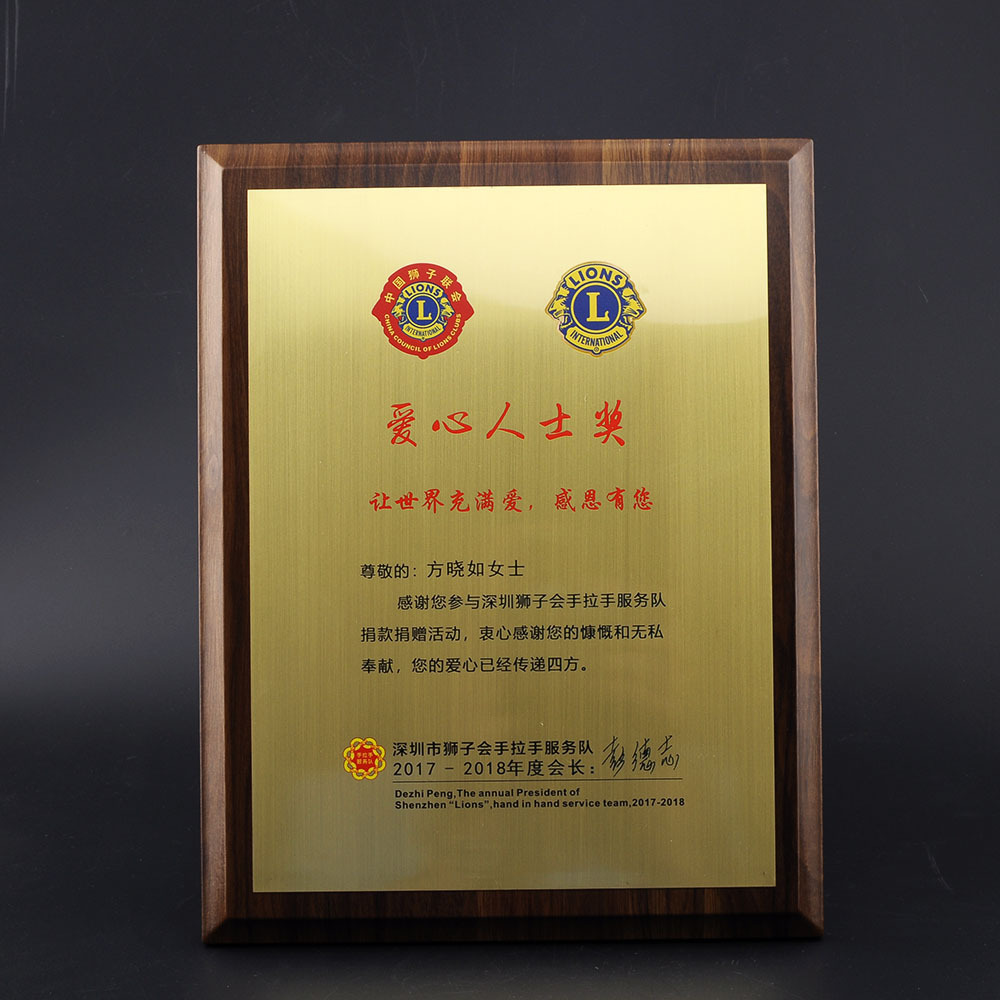 中国狮子联会
LIONS
L
INTERNATIONAL
CHINA COUNCIL OF LIONS CLUBS
LIONS
L
INTERNATIONAL
爱心人士奖
让世界充满爱，感恩有您
尊敬的：方晓如女士
感谢您参与深圳狮子会手拉手服务队
捐款捐赠活动，衷心感谢您的慷慨和无私
奉献，您的爱心已经传递四方。
手拉手
服务队
深圳市狮子会手拉手服务队
2017 - 2018年度会长：彭德志
Dezhi Peng,The annual President of
Shenzhen "Lions",hand in hand service team,2017-2018